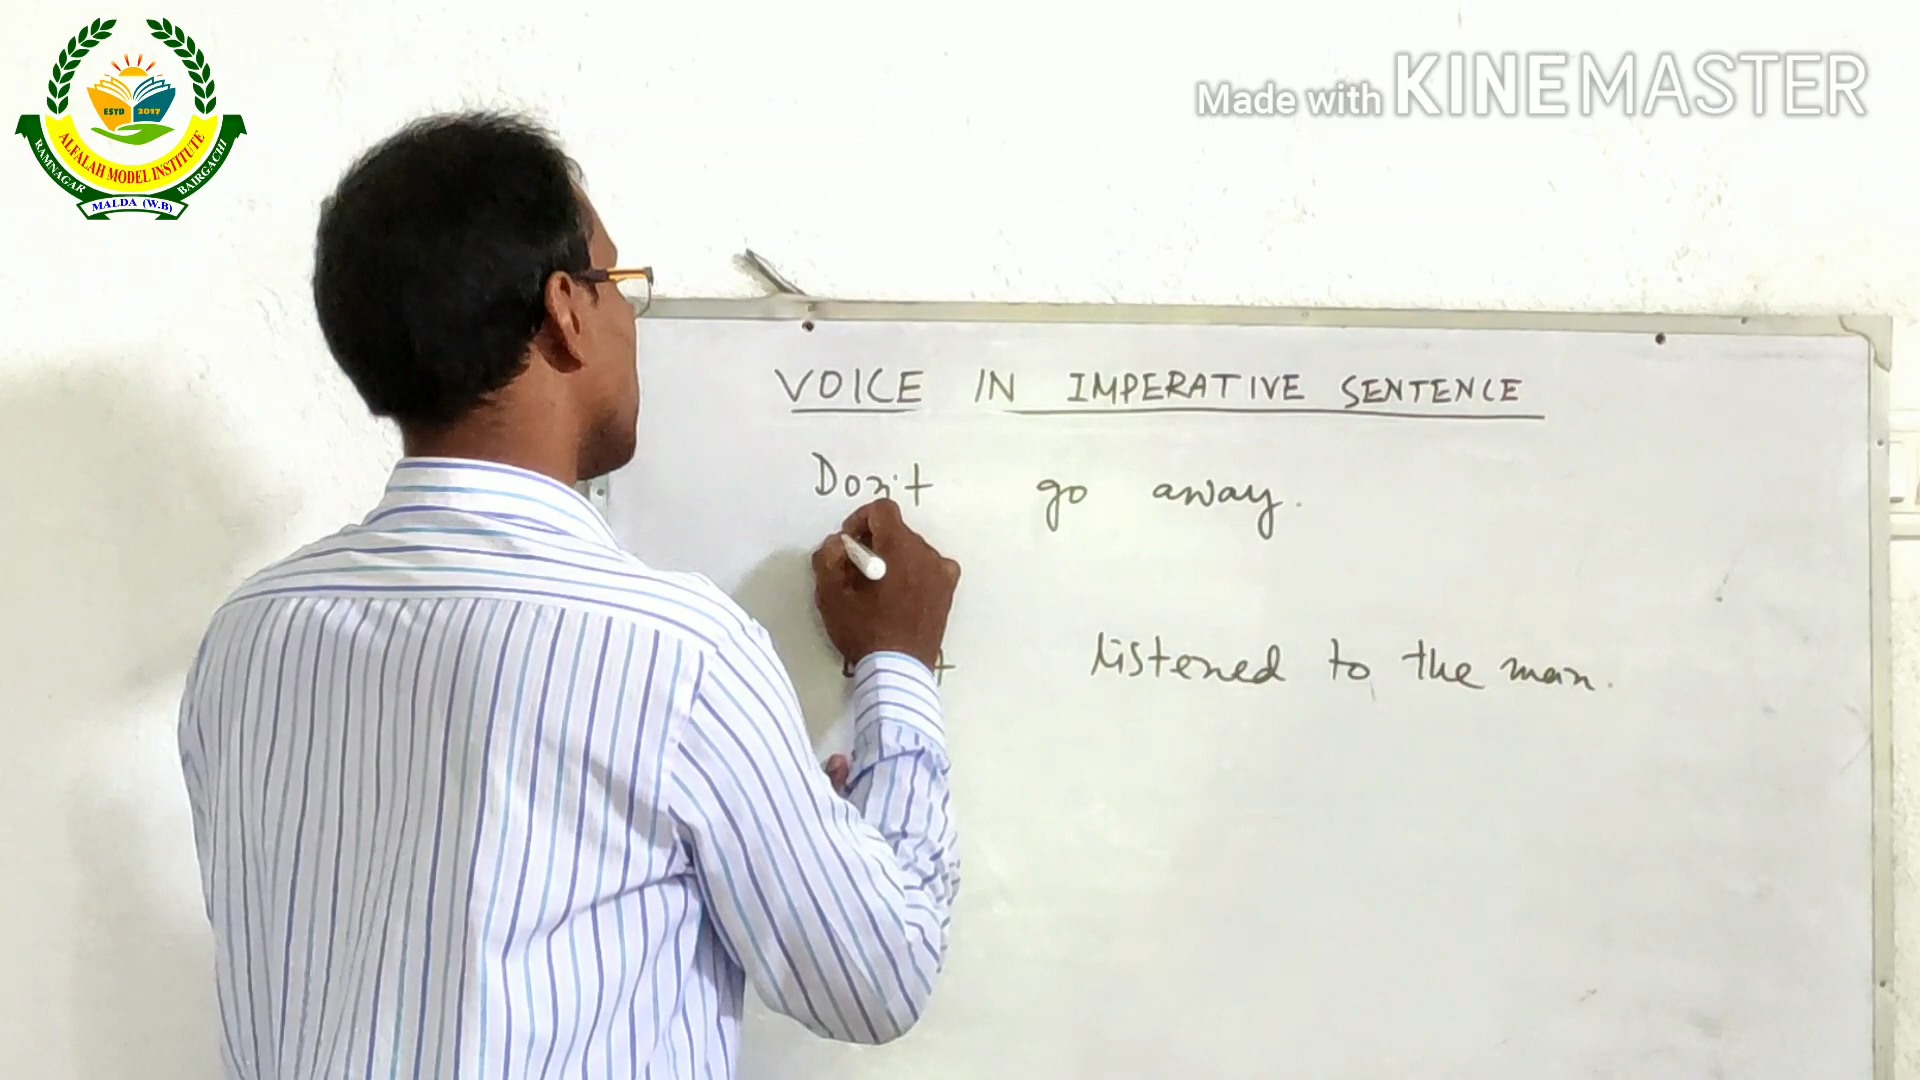 ESTD 2017
ALFALAH MODEL INSTITUTE
RAMNAGAR BAIRGACHI
MALDA (W.B)
Made with KINEMASTER
VOICE IN IMPERATIVE SENTENCE
Don't go away.
listened to the man.